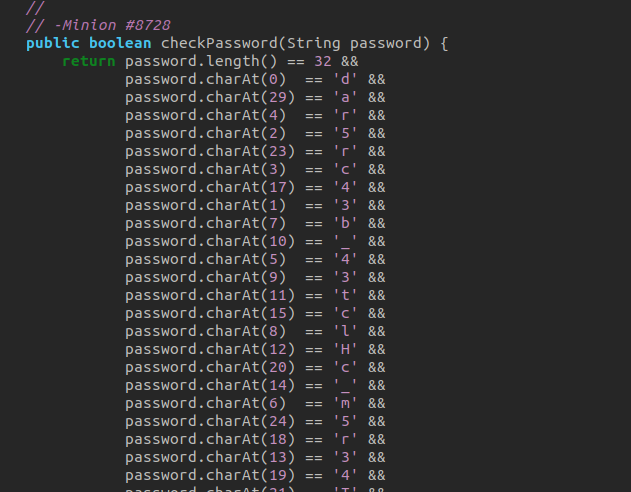 //
// -Minion #8728
public boolean checkPassword(String password) {
return password.length() == 32 &&
password.charAt(0)  == 'd' &&
password.charAt(29) == 'a' &&
password.charAt(4)  == 'r' &&
password.charAt(2)  == '5' &&
password.charAt(23) == 'r' &&
password.charAt(3)  == 'c' &&
password.charAt(17) == '4' &&
password.charAt(1)  == '3' &&
password.charAt(7)  == 'b' &&
password.charAt(10) == '_' &&
password.charAt(5)  == '4' &&
password.charAt(9)  == '3' &&
password.charAt(11) == 't' &&
password.charAt(15) == 'c' &&
password.charAt(8)  == 'l' &&
password.charAt(12) == 'H' &&
password.charAt(20) == 'c' &&
password.charAt(14) == '_' &&
password.charAt(6)  == 'm' &&
password.charAt(24) == '5' &&
password.charAt(18) == 'r' &&
password.charAt(13) == '3' &&
password.charAt(19) == '4' &&
password.charAt(21) == 'T' &&